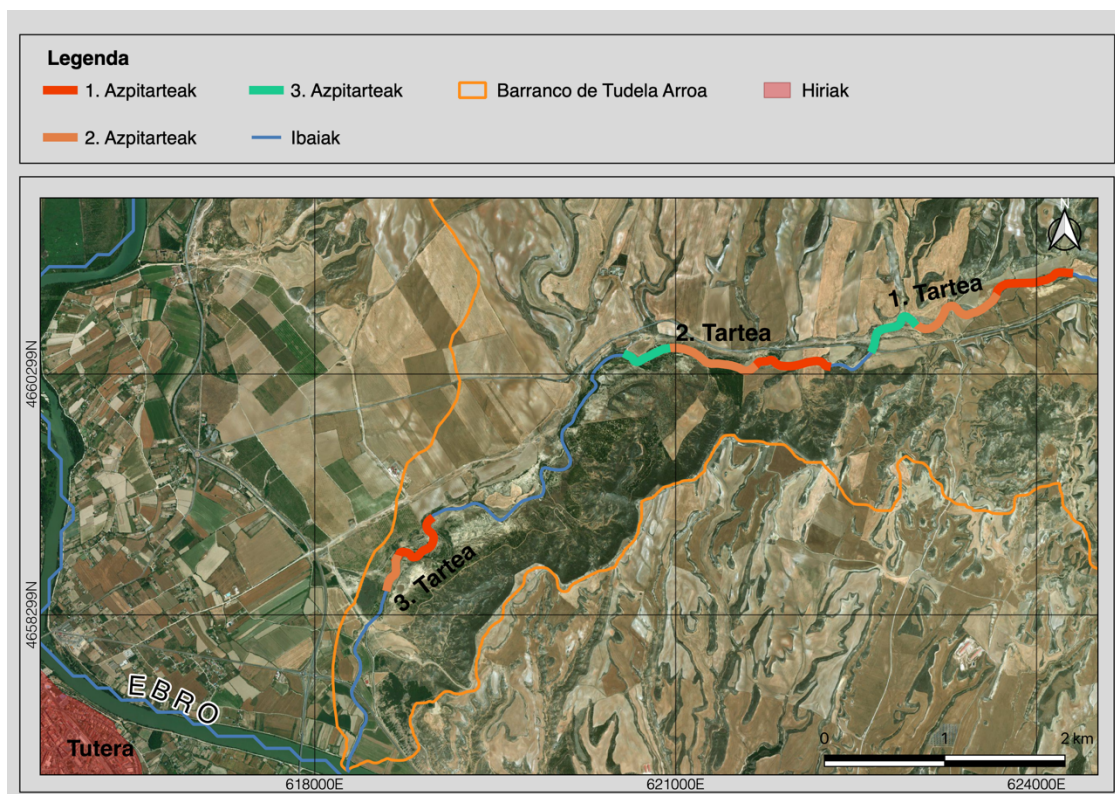 Legenda
1. Azpitarteak
3. Azpitarteak
Barranco de Tudela Arroa
Hiriak
2. Azpitarteak
Ibaiak
N
1. Tartea
2. Tartea
4660299N
3. Tartea
4658299N
EBRO
Tutera
0 1 2 km
618000E 621000E 624000E